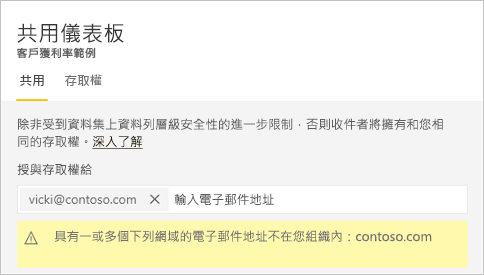 共用儀表板
客戶獲利率範例
共用 存取權
除非受到資料集上資料列層級安全性的進一步限制，否則收件者將擁有和您相
同的存取權。深入了解
授與存取權給
vicki@contoso.com ✕ 輸入電子郵件地址
具有一或多個下列網域的電子郵件地址不在您組織內：contoso.com